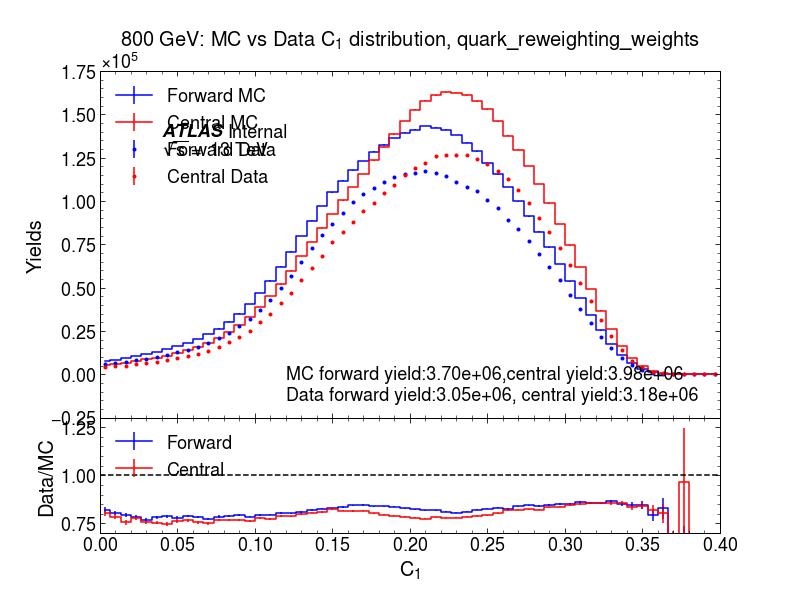 800 GeV: MC vs Data C₁ distribution, quark_reweighting_weights
×10⁵
1.75
1.50
1.25
1.00
0.75
0.50
0.25
0.00
−0.25
Yields
Forward MC
Central MC
ATLAS Internal
√s = 13 TeV
Forward Data
Central Data
MC forward yield:3.70e+06,central yield:3.98e+06
Data forward yield:3.05e+06, central yield:3.18e+06
1.25
1.00
0.75
Data/MC
Forward
Central
0.00 0.05 0.10 0.15 0.20 0.25 0.30 0.35 0.40
C₁